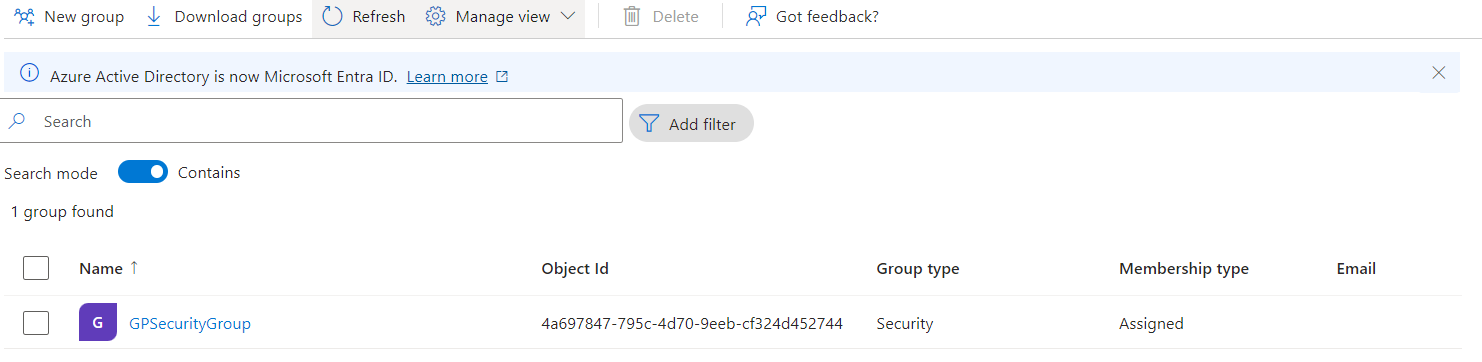 New group Download groups Refresh Manage view Delete Got feedback?
Azure Active Directory is now Microsoft Entra ID. Learn more
Search Add filter
Search mode Contains
1 group found
Name ↑ Object Id Group type Membership type Email
G GPSecurityGroup 4a697847-795c-4d70-9eeb-cf324d452744 Security Assigned